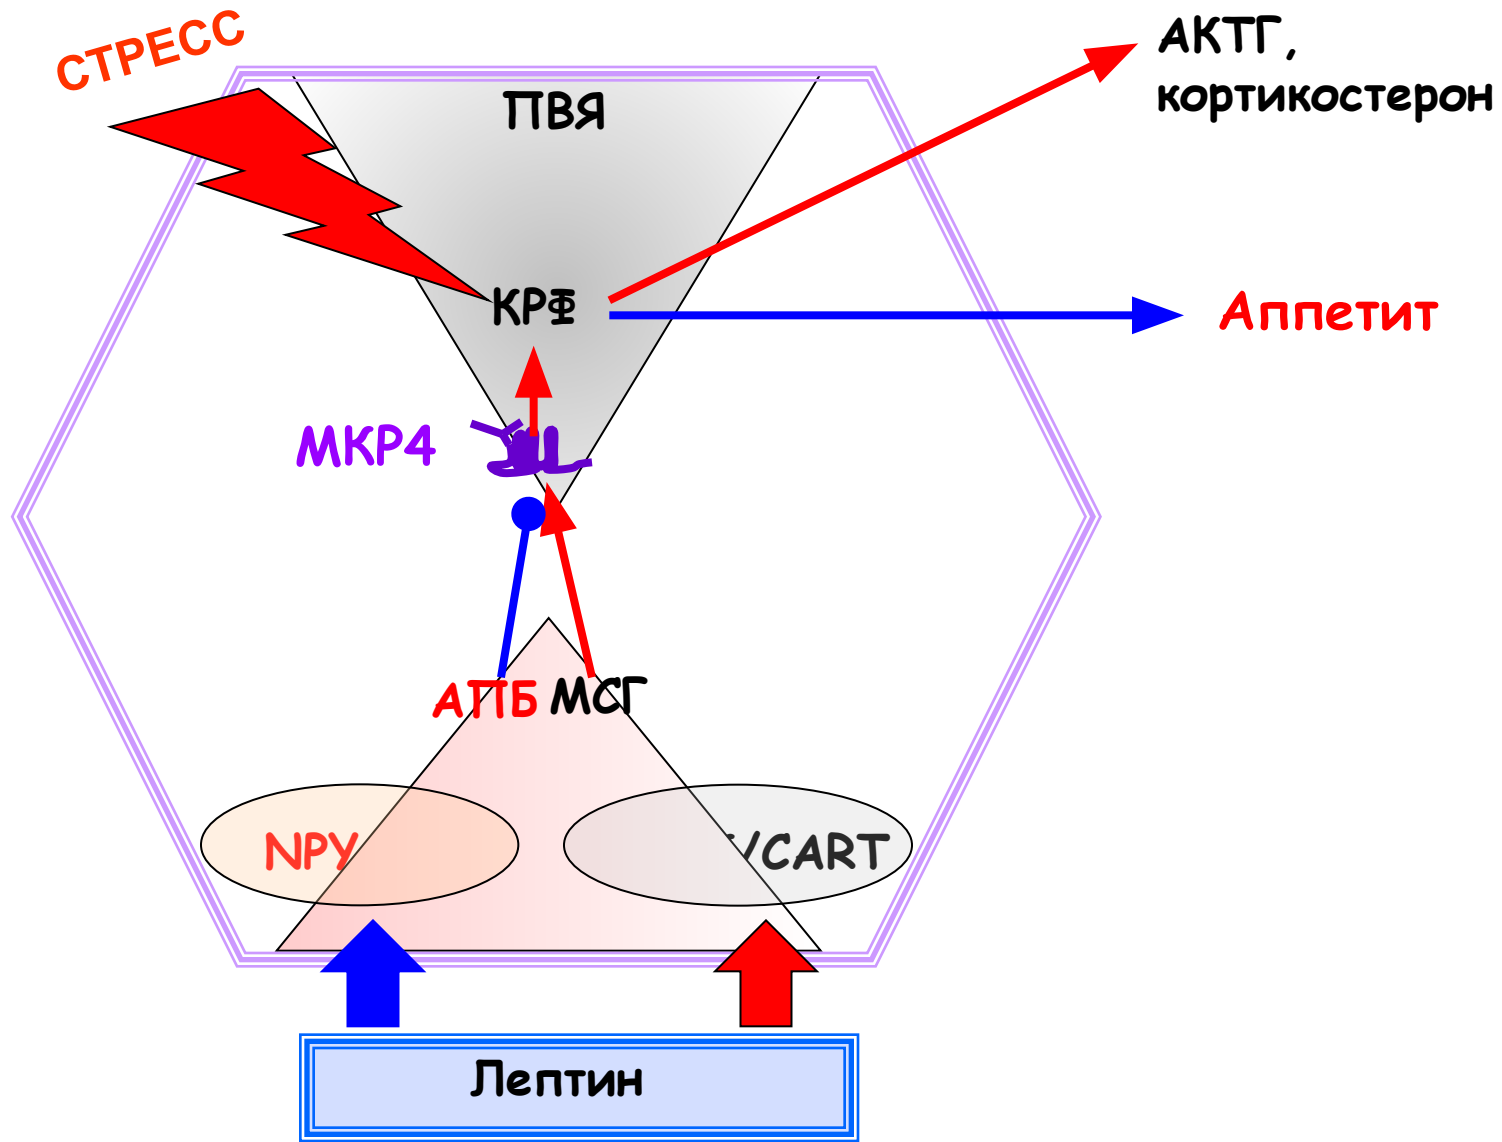 СТРЕСС
АКТГ,
кортикостерон
ПВЯ
КРФ
Аппетит
МКР4
АПБ МСГ
NPY
/CART
Лептин